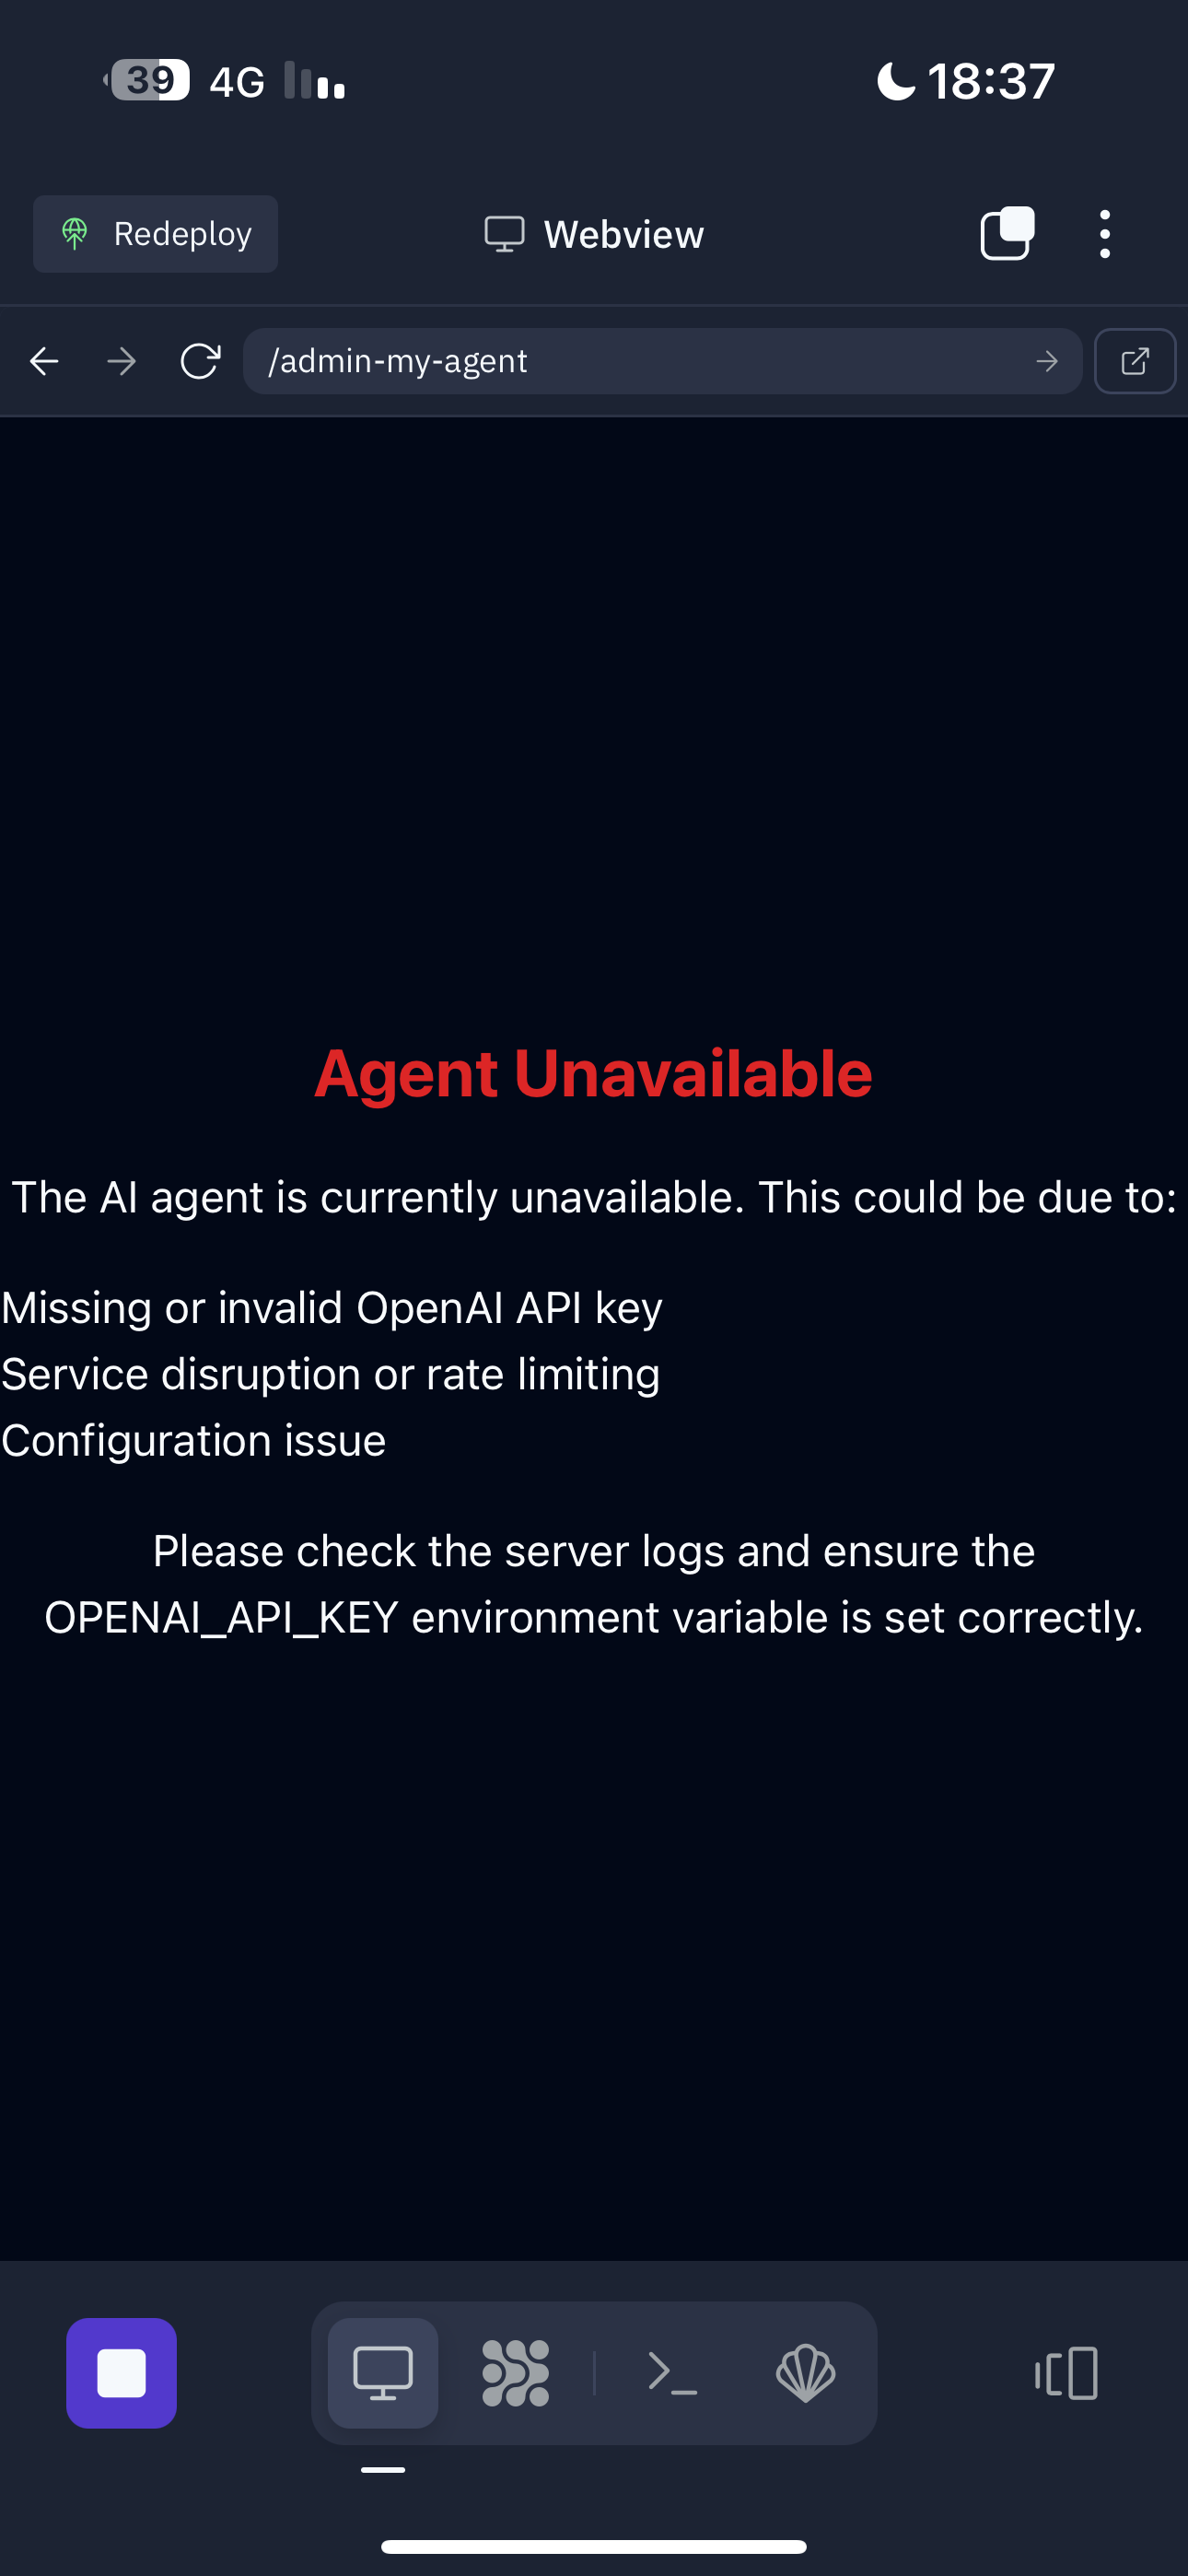 39 4G 18:37
Redeploy Webview
/admin-my-agent
Agent Unavailable
The AI agent is currently unavailable. This could be due to:
Missing or invalid OpenAI API key
Service disruption or rate limiting
Configuration issue
Please check the server logs and ensure the
OPENAI_API_KEY environment variable is set correctly.